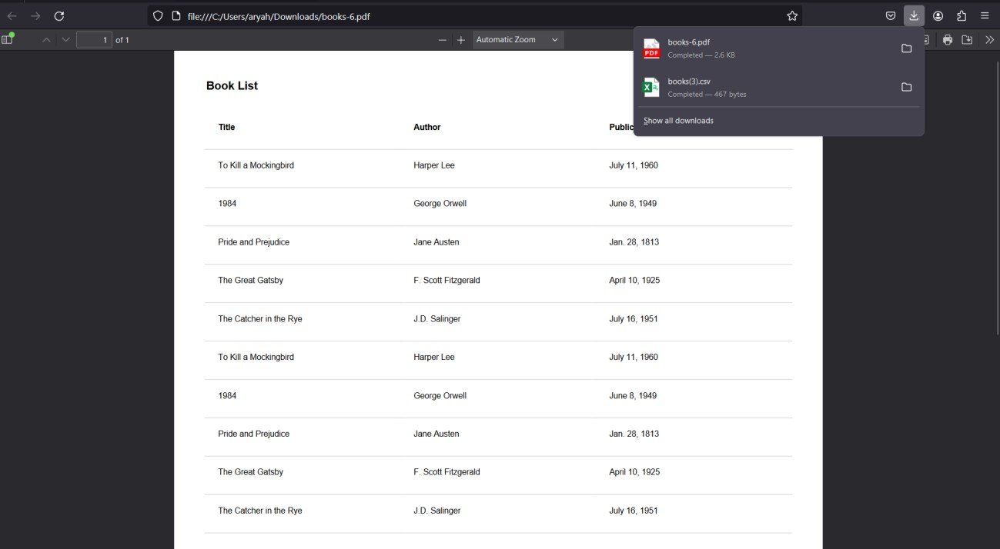 file:///C:/Users/aryah/Downloads/books-6.pdf
1 of 1
Automatic Zoom
books-6.pdf
Completed — 2.6 KB
books(3).csv
Completed — 467 bytes
Show all downloads
PDF
X a,
Book List
Title Author Public
To Kill a Mockingbird Harper Lee July 11, 1960
1984 George Orwell June 8, 1949
Pride and Prejudice Jane Austen Jan. 28, 1813
The Great Gatsby F. Scott Fitzgerald April 10, 1925
The Catcher in the Rye J.D. Salinger July 16, 1951
To Kill a Mockingbird Harper Lee July 11, 1960
1984 George Orwell June 8, 1949
Pride and Prejudice Jane Austen Jan. 28, 1813
The Great Gatsby F. Scott Fitzgerald April 10, 1925
The Catcher in the Rye J.D. Salinger July 16, 1951